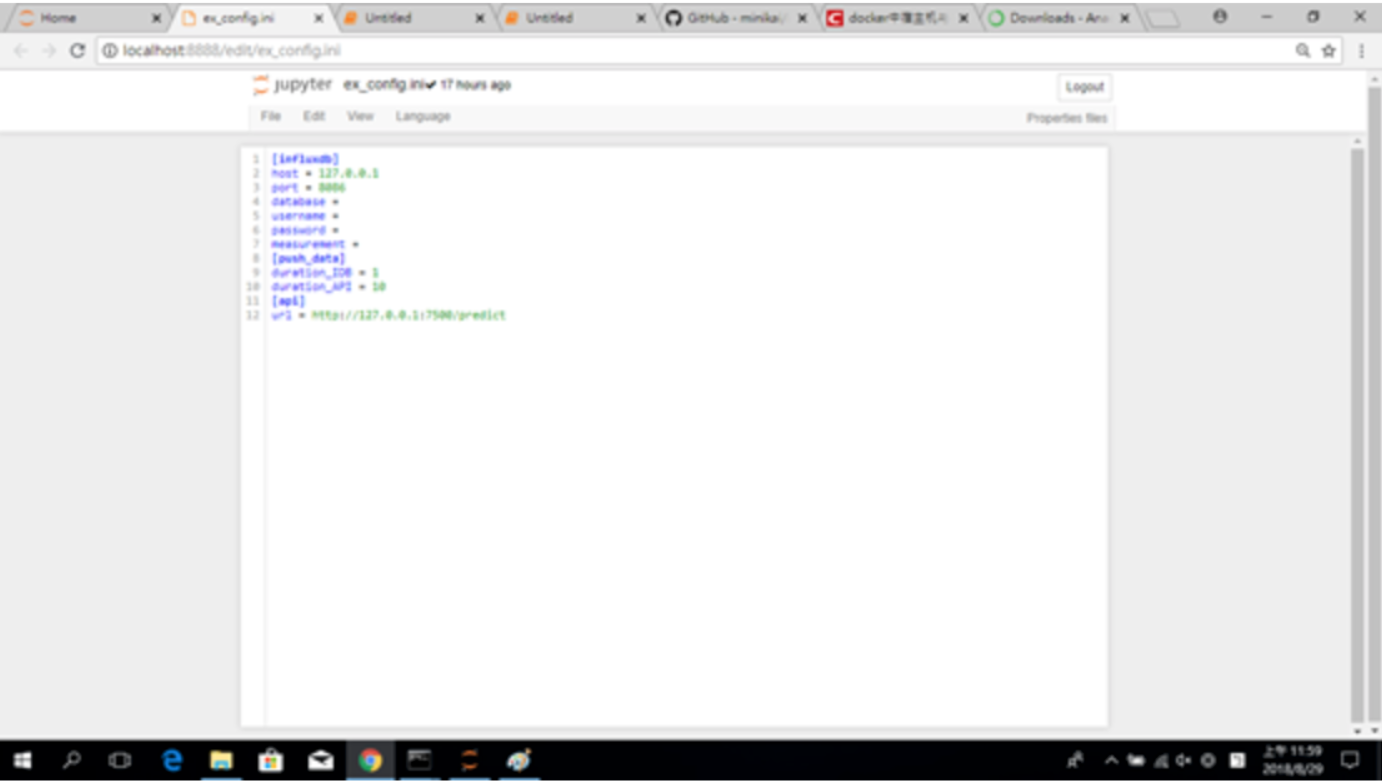 Home
ex_config.ini
Untitled
Untitled
GitHub - minikai/
docker中
Downloads - Ana
localhost:8888/edit/ex_config.ini
jupyter ex_config.ini✔ 17 hours ago
Logout
File Edit View Language
Properties files
1 [influxdb]
2 host = 127.0.0.1
3 port = 8086
4 database =
5 username =
6 password =
7 measurement =
8 [push_data]
9 duration_IDB = 1
10 duration_API = 10
11 [api]
12 url = http://127.0.0.1:7500/predict
上午 11:59
2018/8/29